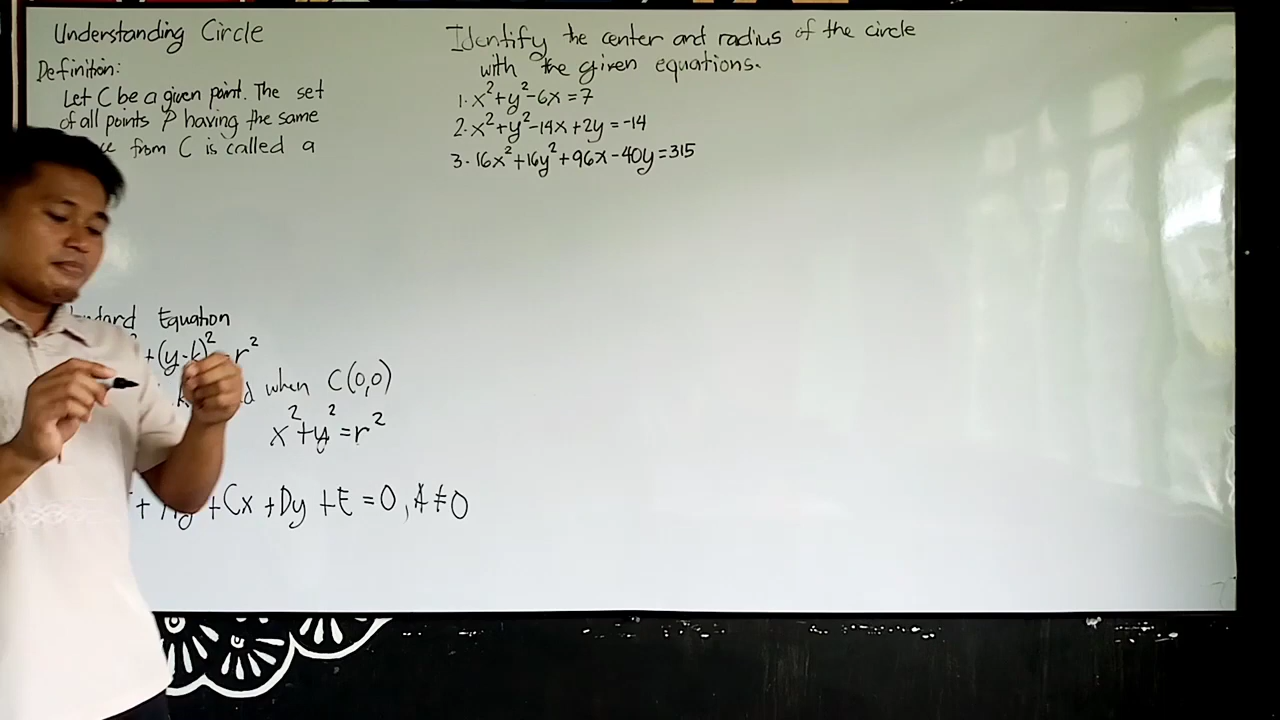 Understanding Circle
Definition:
Let C be a given point. The set
of all points P having the same
from C is called a
Equation
+(y-k)² = r²
when C(0,0)
x²+y²=r²
+ Ay +Cx +Dy +E =0, A≠0
Identify the center and radius of the circle
with the given equations.
1. x²+y²-6x=7
2. x²+y²-14x+2y=-14
3. 16x²+16y²+96x-40y=315